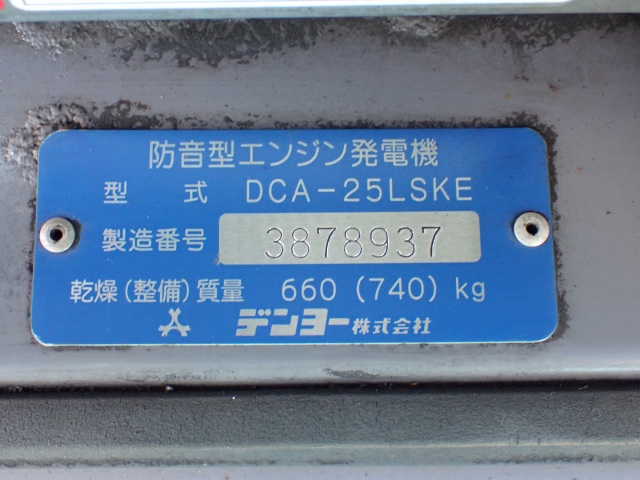 防音型エンジン発電機
型 式 DCA-25LSKE
製造番号 3878937
乾燥(整備)質量 660 (740) kg
デンヨー株式会社